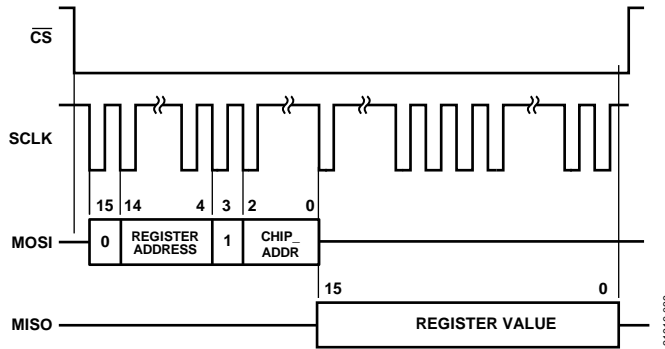 CS
SCLK
15 14 4 3 2 0
MOSI 0 REGISTER ADDRESS 1 CHIP_ ADDR
15 0
MISO REGISTER VALUE